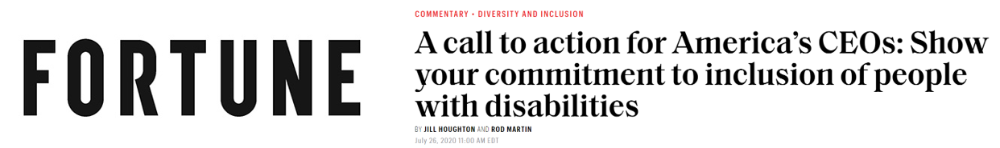 FORTUNE
COMMENTARY • DIVERSITY AND INCLUSION
A call to action for America’s CEOs: Show
your commitment to inclusion of people
with disabilities
BY JILL HOUGHTON AND ROD MARTIN
July 26, 2020 11:00 AM EDT